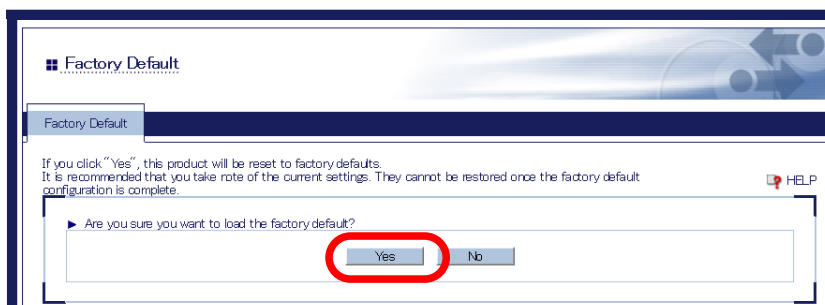 Factory Default
Factory Default
If you click "Yes", this product will be reset to factory defaults.
It is recommended that you take note of the current settings. They cannot be restored once the factory default
configuration is complete.
HELP
Are you sure you want to load the factory default?
Yes No